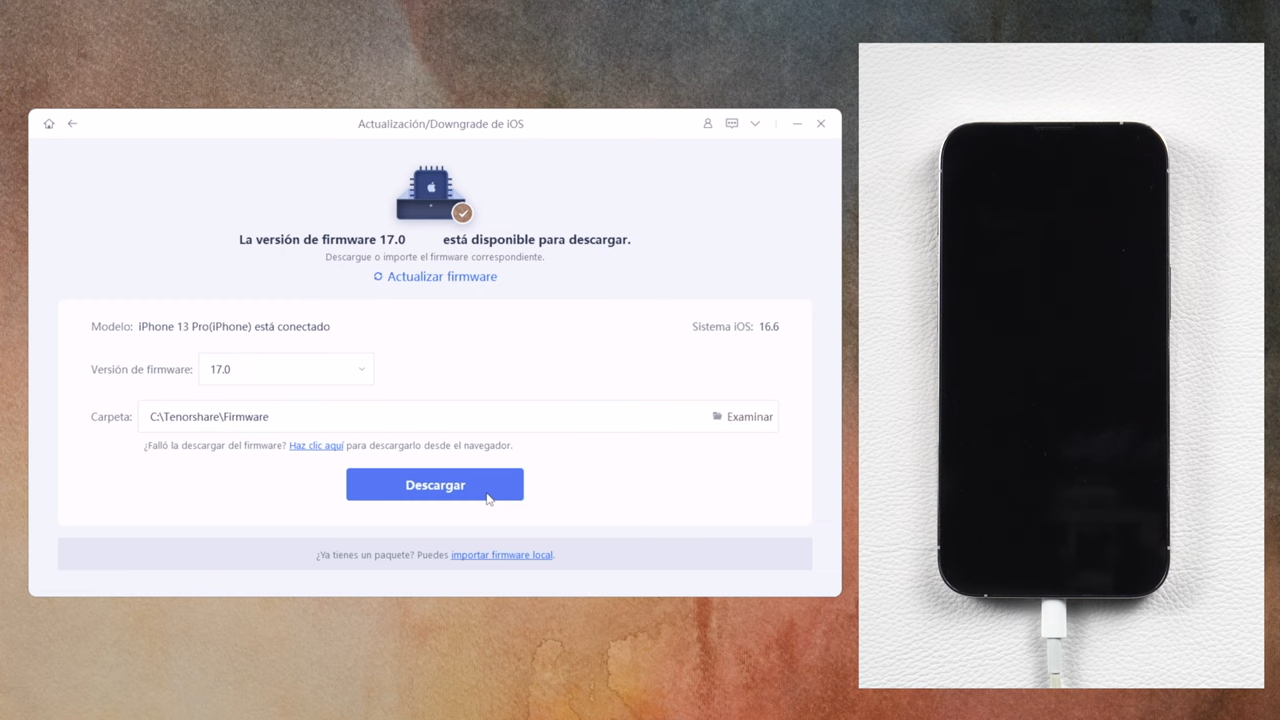 Actualización/Downgrade de iOS
La versión de firmware 17.0 está disponible para descargar.
Descargue o importe el firmware correspondiente.
Actualizar firmware
Modelo: iPhone 13 Pro(iPhone) está conectado
Sistema iOS: 16.6
Versión de firmware: 17.0
Carpeta: C:\Tenorshare\Firmware
Examinar
¿Falló la descargar del firmware? Haz clic aquí para descargarlo desde el navegador.
Descargar
¿Ya tienes un paquete? Puedes importar firmware local.